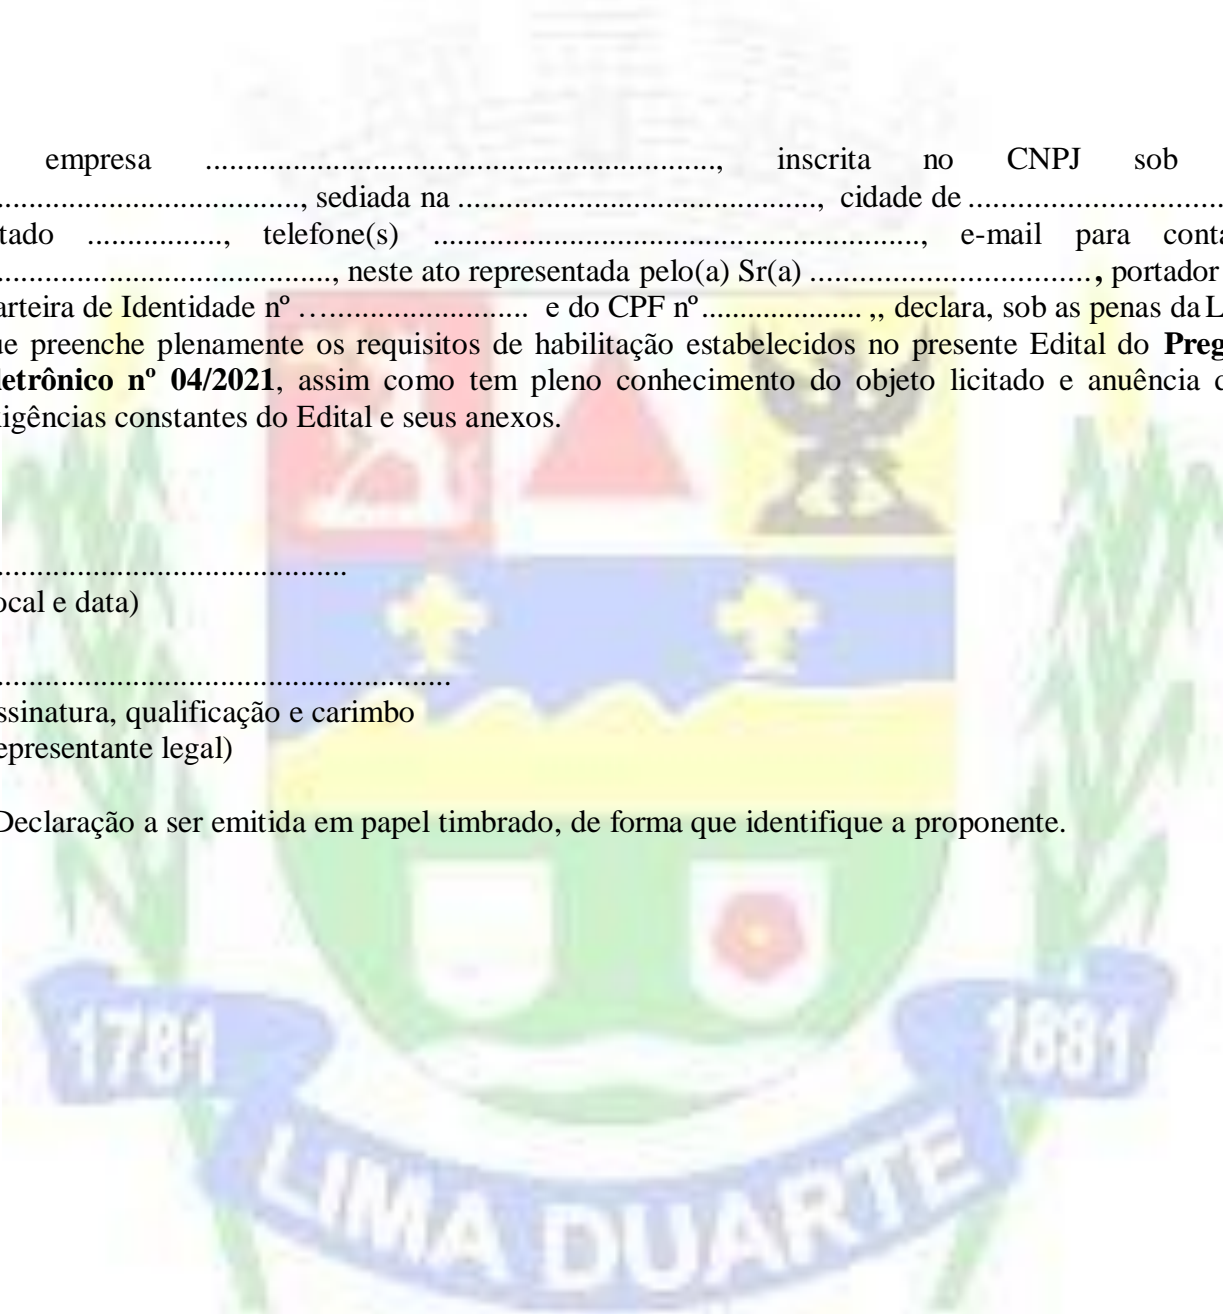 empresa ..............................................................., inscrita no CNPJ sob
......................................, sediada na ............................................, cidade de ................................
tado ................., telefone(s) ............................................................, e-mail para conta
.........................................., neste ato representada pelo(a) Sr(a) ..................................., portador
arteira de Identidade nº …......................... e do CPF nº.................... ,, declara, sob as penas da L
ue preenche plenamente os requisitos de habilitação estabelecidos no presente Edital do Preg
letrônico nº 04/2021, assim como tem pleno conhecimento do objeto licitado e anuência d
igências constantes do Edital e seus anexos.
............................................
ocal e data)
.........................................................
ssinatura, qualificação e carimbo
epresentante legal)
Declaração a ser emitida em papel timbrado, de forma que identifique a proponente.
1781 1881
LIMA DUARTE